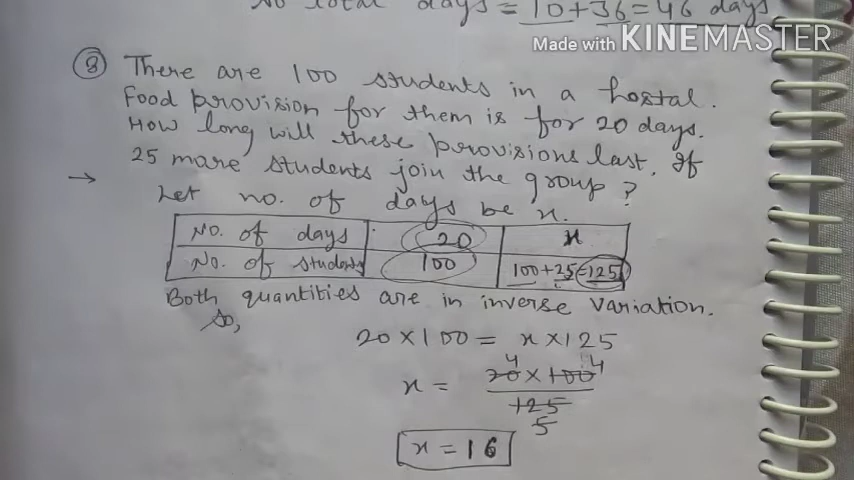 No total days = 10+36 = 46 days
Made with KINEMASTER
8 There are 100 students in a hostal.
Food provision for them is for 20 days.
How long will these provisions last, If
25 more students join the group?
→ Let no. of days be x.
No. of days 20 x
No. of students 100 100+25=125
Both quantities are in inverse variation.
So,
20 × 100 = x × 125
4 4
x = 20 × 100
125
5
x = 16